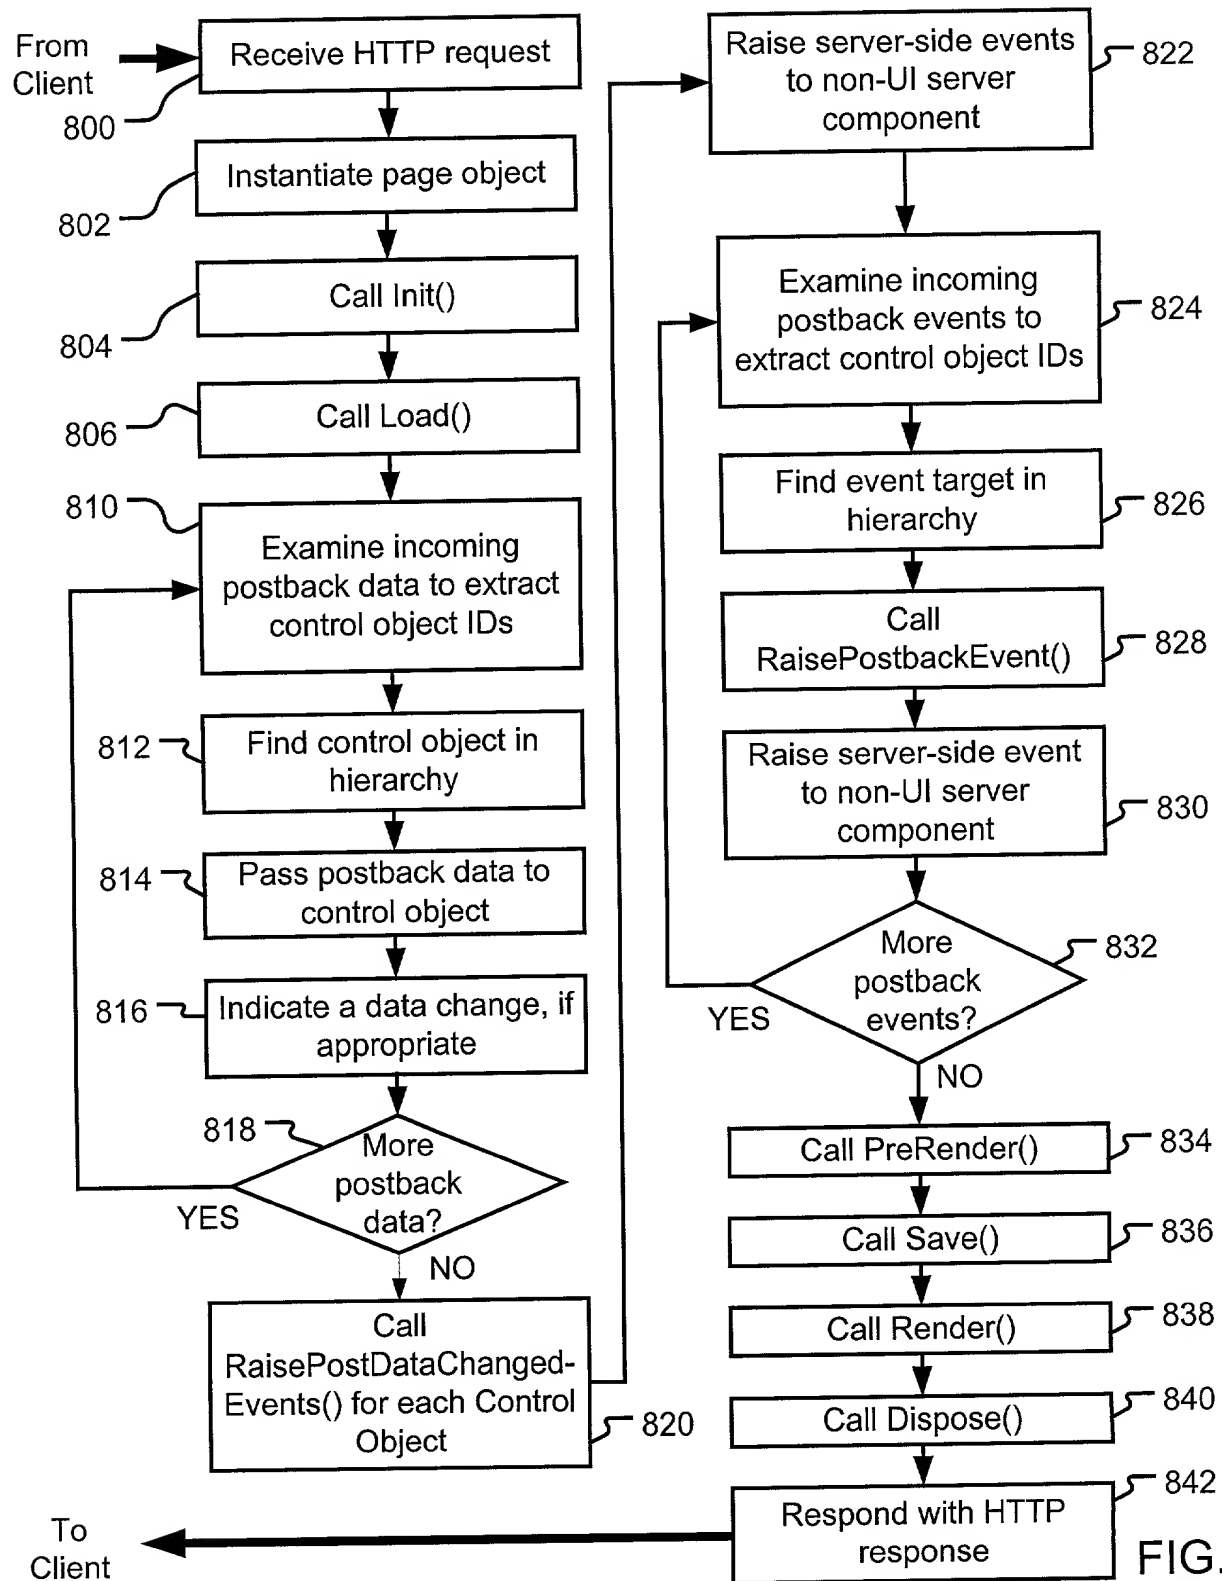 From
Client
Receive HTTP request
800
Instantiate page object
802
Call Init()
804
Call Load()
806
810
Examine incoming
postback data to extract
control object IDs
812
Find control object in
hierarchy
814
Pass postback data to
control object
816
Indicate a data change, if
appropriate
818
More
postback
data?
YES
NO
Call
RaisePostDataChanged-
Events() for each Control
Object
820
Raise server-side events
to non-UI server
component
822
Examine incoming
postback events to
extract control object IDs
824
Find event target in
hierarchy
826
Call
RaisePostbackEvent()
828
Raise server-side event
to non-UI server
component
830
More
postback
events?
832
YES
NO
Call PreRender()
834
Call Save()
836
Call Render()
838
Call Dispose()
840
842
Respond with HTTP
response
To
Client
FIG.